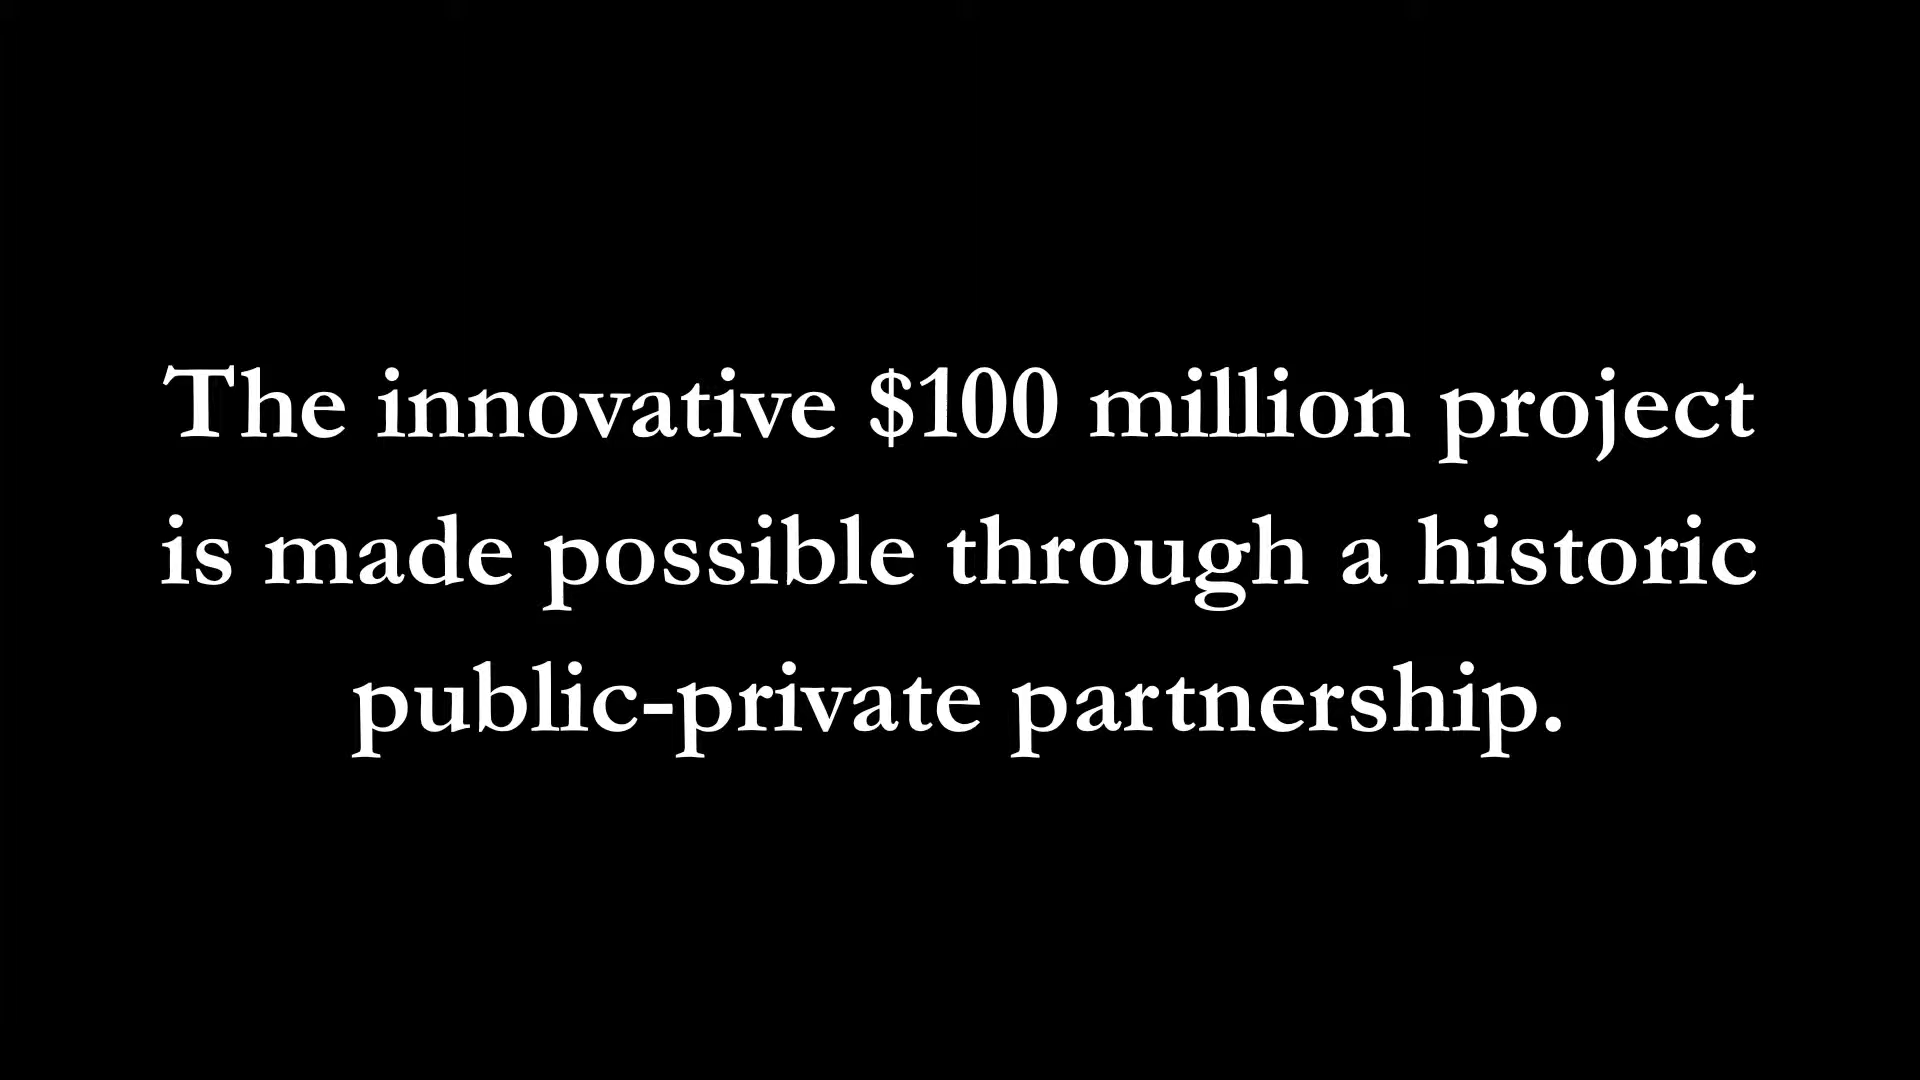 The innovative $100 million project
is made possible through a historic
public-private partnership.